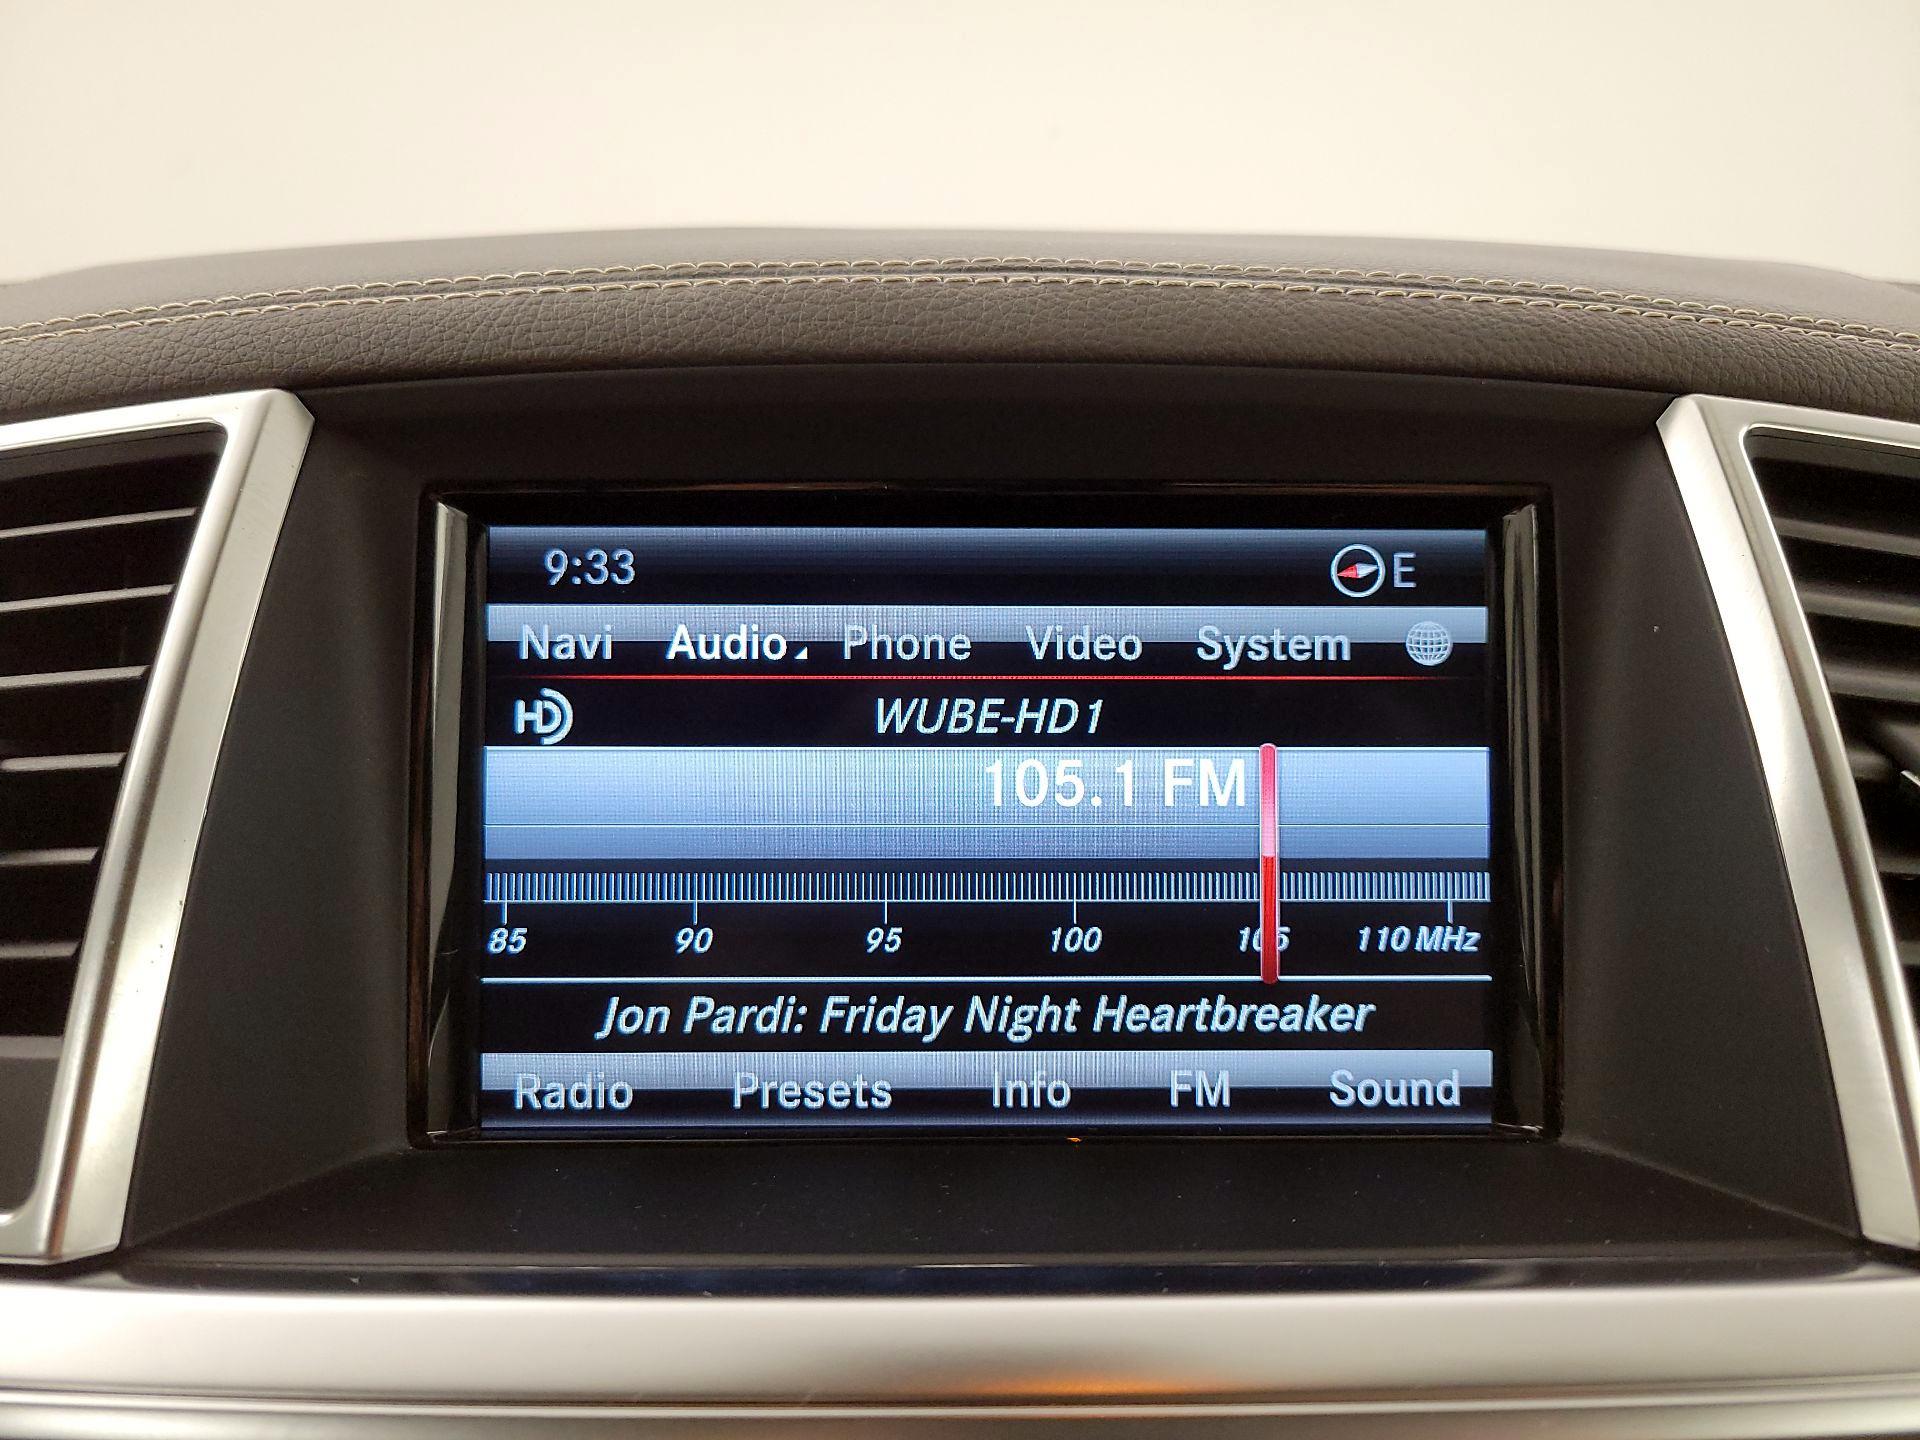 9:33 E
Navi Audio Phone Video System
HD WUBE-HD1
105.1 FM
85 90 95 100 105 110 MHz
Jon Pardi: Friday Night Heartbreaker
Radio Presets Info FM Sound